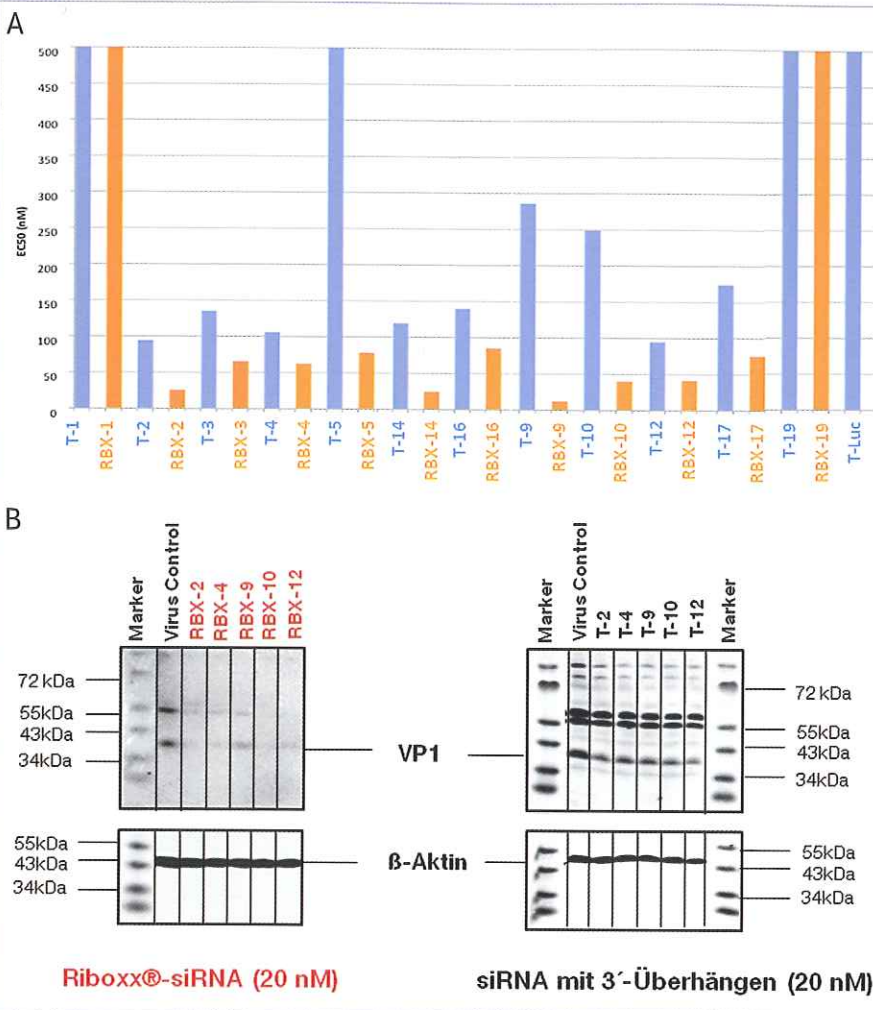 A
EC50 (nM)
500
450
400
350
300
250
200
150
100
50
0
T-1
RBX-1
T-2
RBX-2
T-3
RBX-3
T-4
RBX-4
T-5
RBX-5
T-14
RBX-14
T-16
RBX-16
T-9
RBX-9
T-10
RBX-10
T-12
RBX-12
T-17
RBX-17
T-19
RBX-19
T-Luc
B
Marker
Virus Control
RBX-2
RBX-4
RBX-9
RBX-10
RBX-12
72 kDa
55kDa
43kDa
34kDa
VP1
55kDa
43kDa
34kDa
ß-Aktin
Riboxx®-siRNA (20 nM)
Marker
Virus Control
T-2
T-4
T-9
T-10
T-12
Marker
72 kDa
55kDa
43kDa
34kDa
55kDa
43kDa
34kDa
siRNA mit 3´-Überhängen (20 nM)